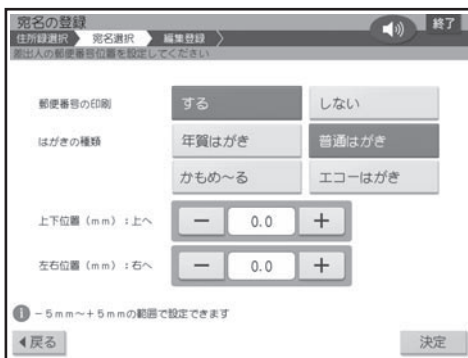 宛名の登録
終了
住所録選択 宛名選択 編集登録
差出人の郵便番号位置を設定してください
郵便番号の印刷 する しない
はがきの種類 年賀はがき 普通はがき
かもめ〜る エコーはがき
上下位置（mm）：上へ － 0.0 ＋
左右位置（mm）：右へ － 0.0 ＋
－5mm〜＋5mmの範囲で設定できます
戻る 決定